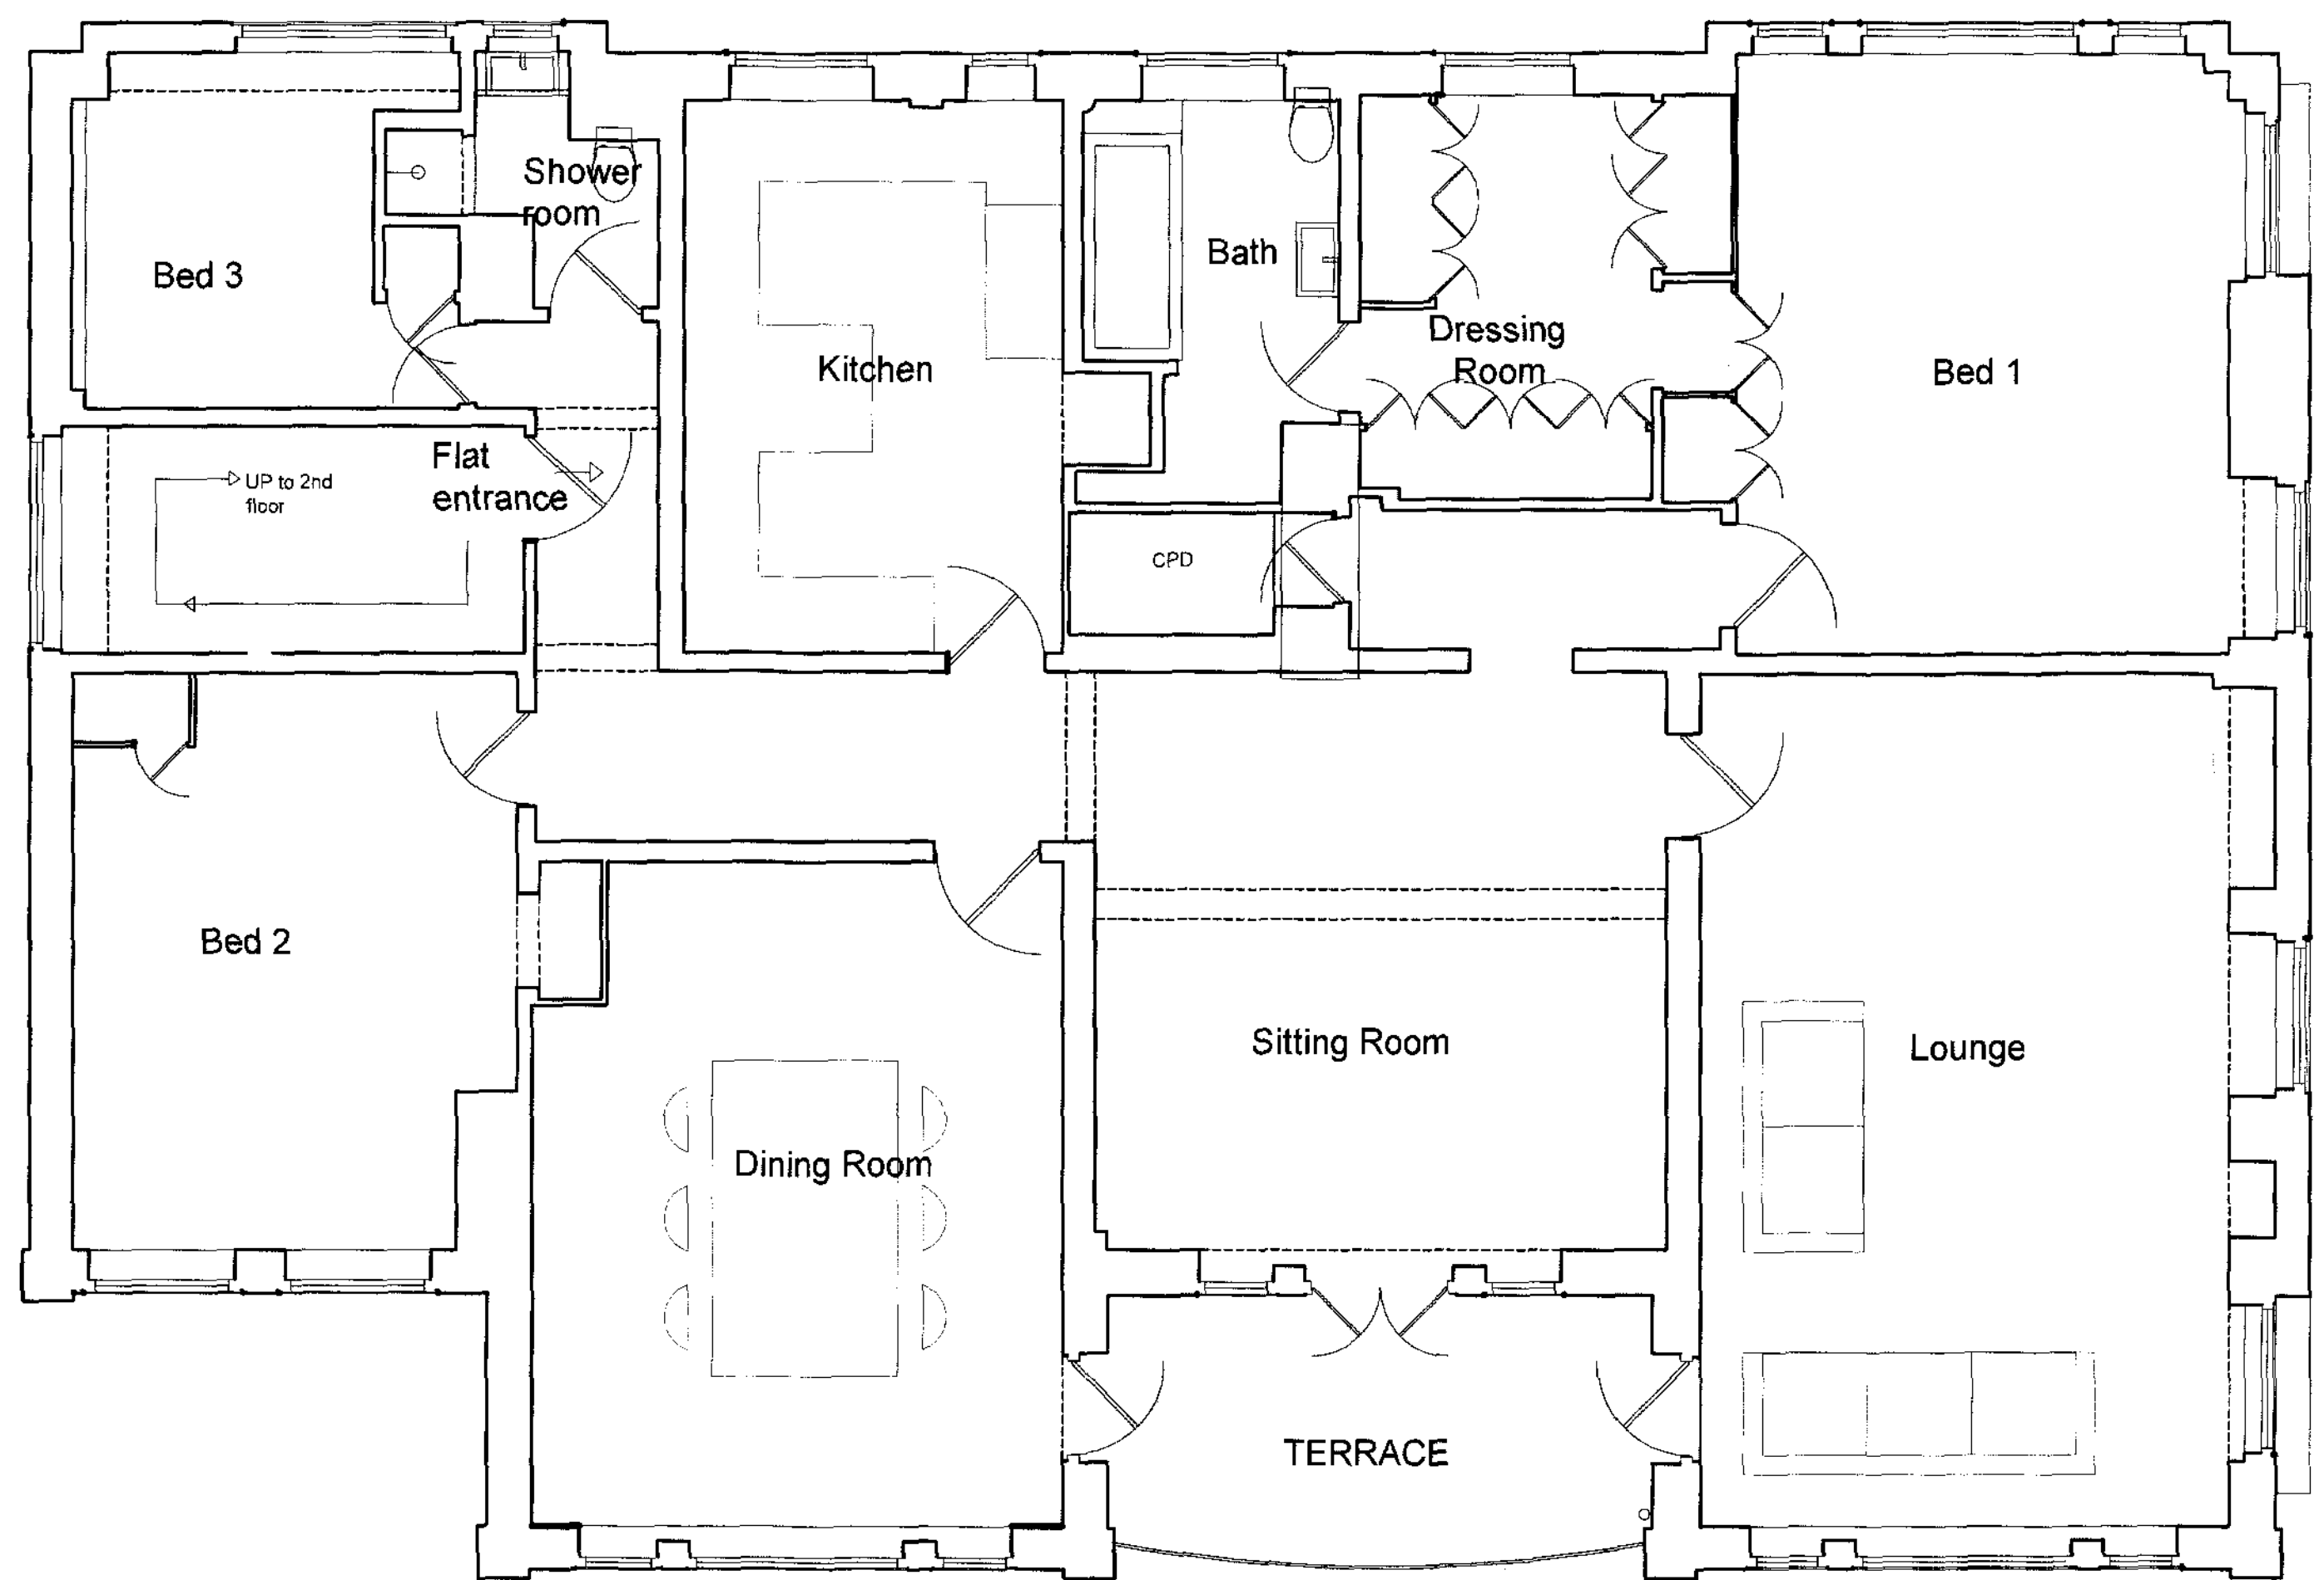 Shower
room
Bed 3
Bath
Dressing
Room
Kitchen
Bed 1
Flat
entrance
UP to 2nd
floor
CPD
Bed 2
Sitting Room
Lounge
Dining Room
TERRACE